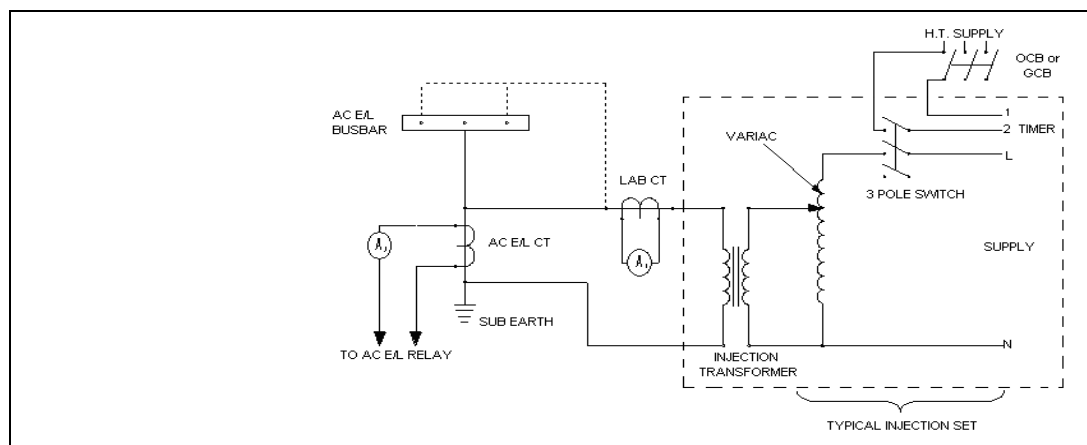 H.T. SUPPLY
OCB or
GCB
AC E/L
BUSBAR
1
2 TIMER
VARIAC
L
LAB CT
3 POLE SWITCH
AC E/L CT
SUPPLY
SUB EARTH
N
TO AC E/L RELAY
INJECTION
TRANSFORMER
TYPICAL INJECTION SET